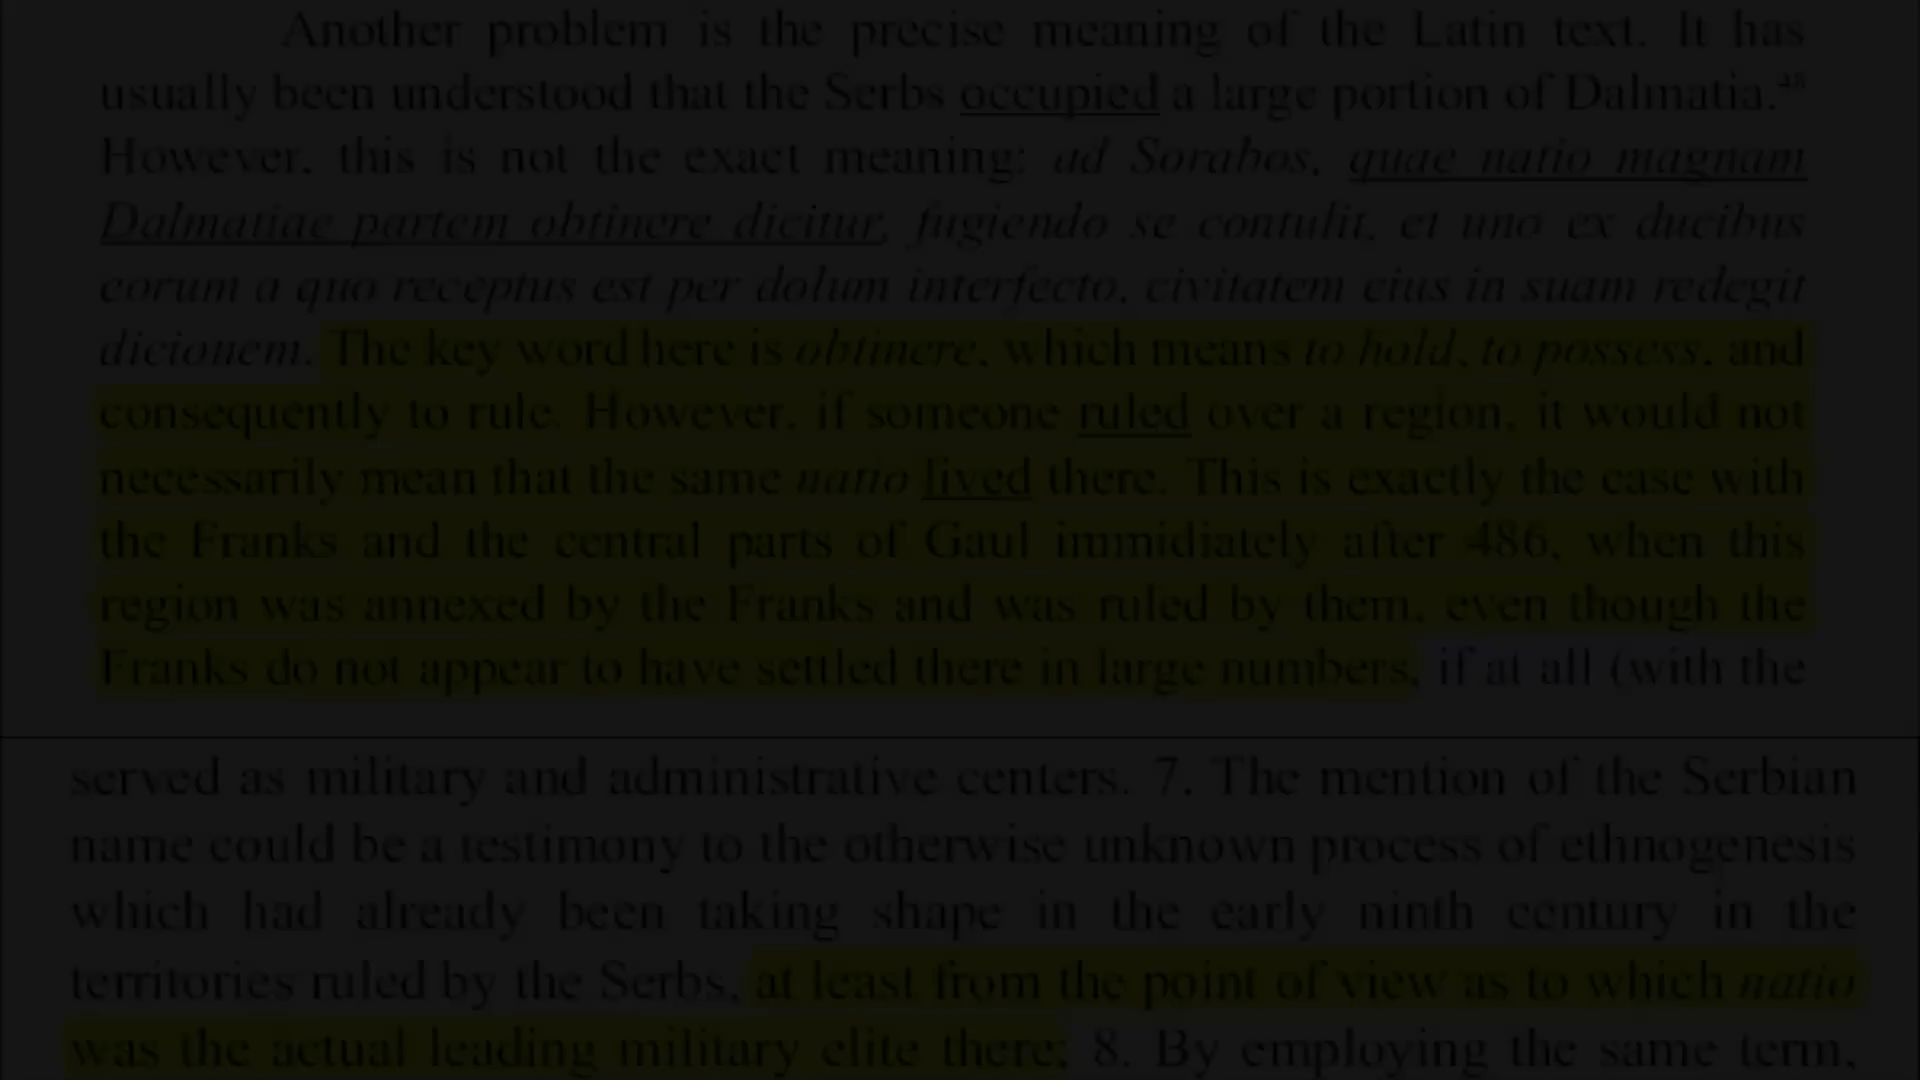 Another problem is the precise meaning of the Latin text. It has
usually been understood that the Serbs occupied a large portion of Dalmatia.
However, this is not the exact meaning: ad Sorabos, quae natio magnam
Dalmatiae partem obtinere dicitur, fugiendo se contulit, et uno ex ducibus
eorum a quo receptus est per dolum interfecto, civitatem eius in suam redegit
dicionem. The key word here is obtinere, which means to hold, to possess, and
consequently to rule. However, if someone ruled over a region, it would not
necessarily mean that the same natio lived there. This is exactly the case with
the Franks and the central parts of Gaul immidiately after 486, when this
region was annexed by the Franks and was ruled by them, even though the
Franks do not appear to have settled there in large numbers, if at all (with the
served as military and administrative centers. 7. The mention of the Serbian
name could be a testimony to the otherwise unknown process of ethnogenesis
which had already been taking shape in the early ninth century in the
territories ruled by the Serbs, at least from the point of view as to which natio
was the actual leading military elite there; 8. By employing the same term,